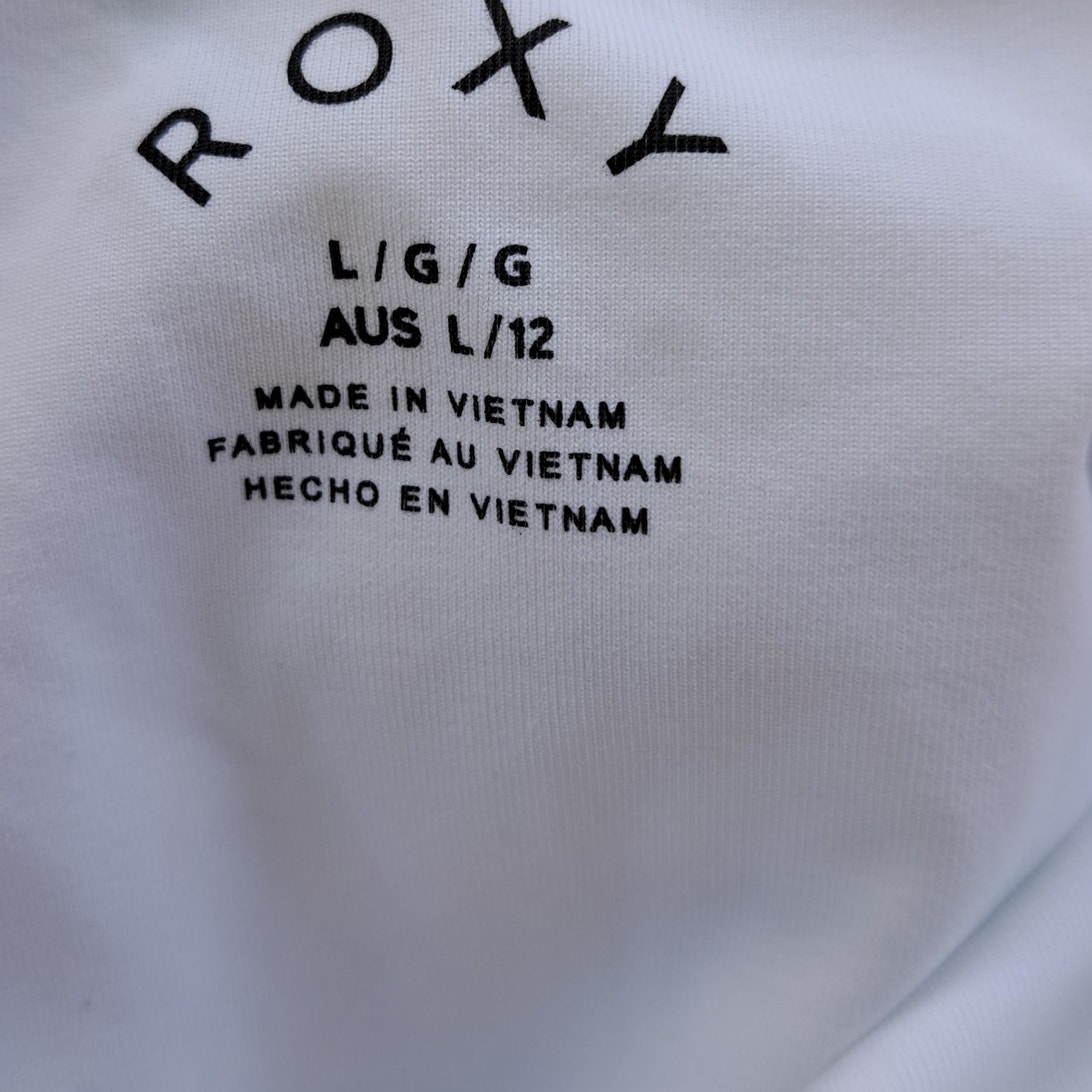 ROXY
L/G/G
AUS L/12
MADE IN VIETNAM
FABRIQUÉ AU VIETNAM
HECHO EN VIETNAM